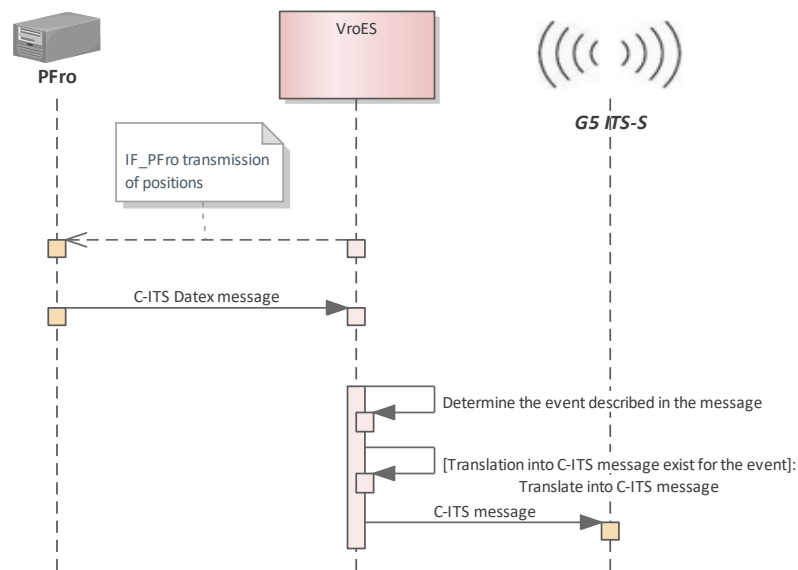 VroES
PFro
G5 ITS-S
IF_PFro transmission
of positions
C-ITS Datex message
Determine the event described in the message
[Translation into C-ITS message exist for the event]:
Translate into C-ITS message
C-ITS message